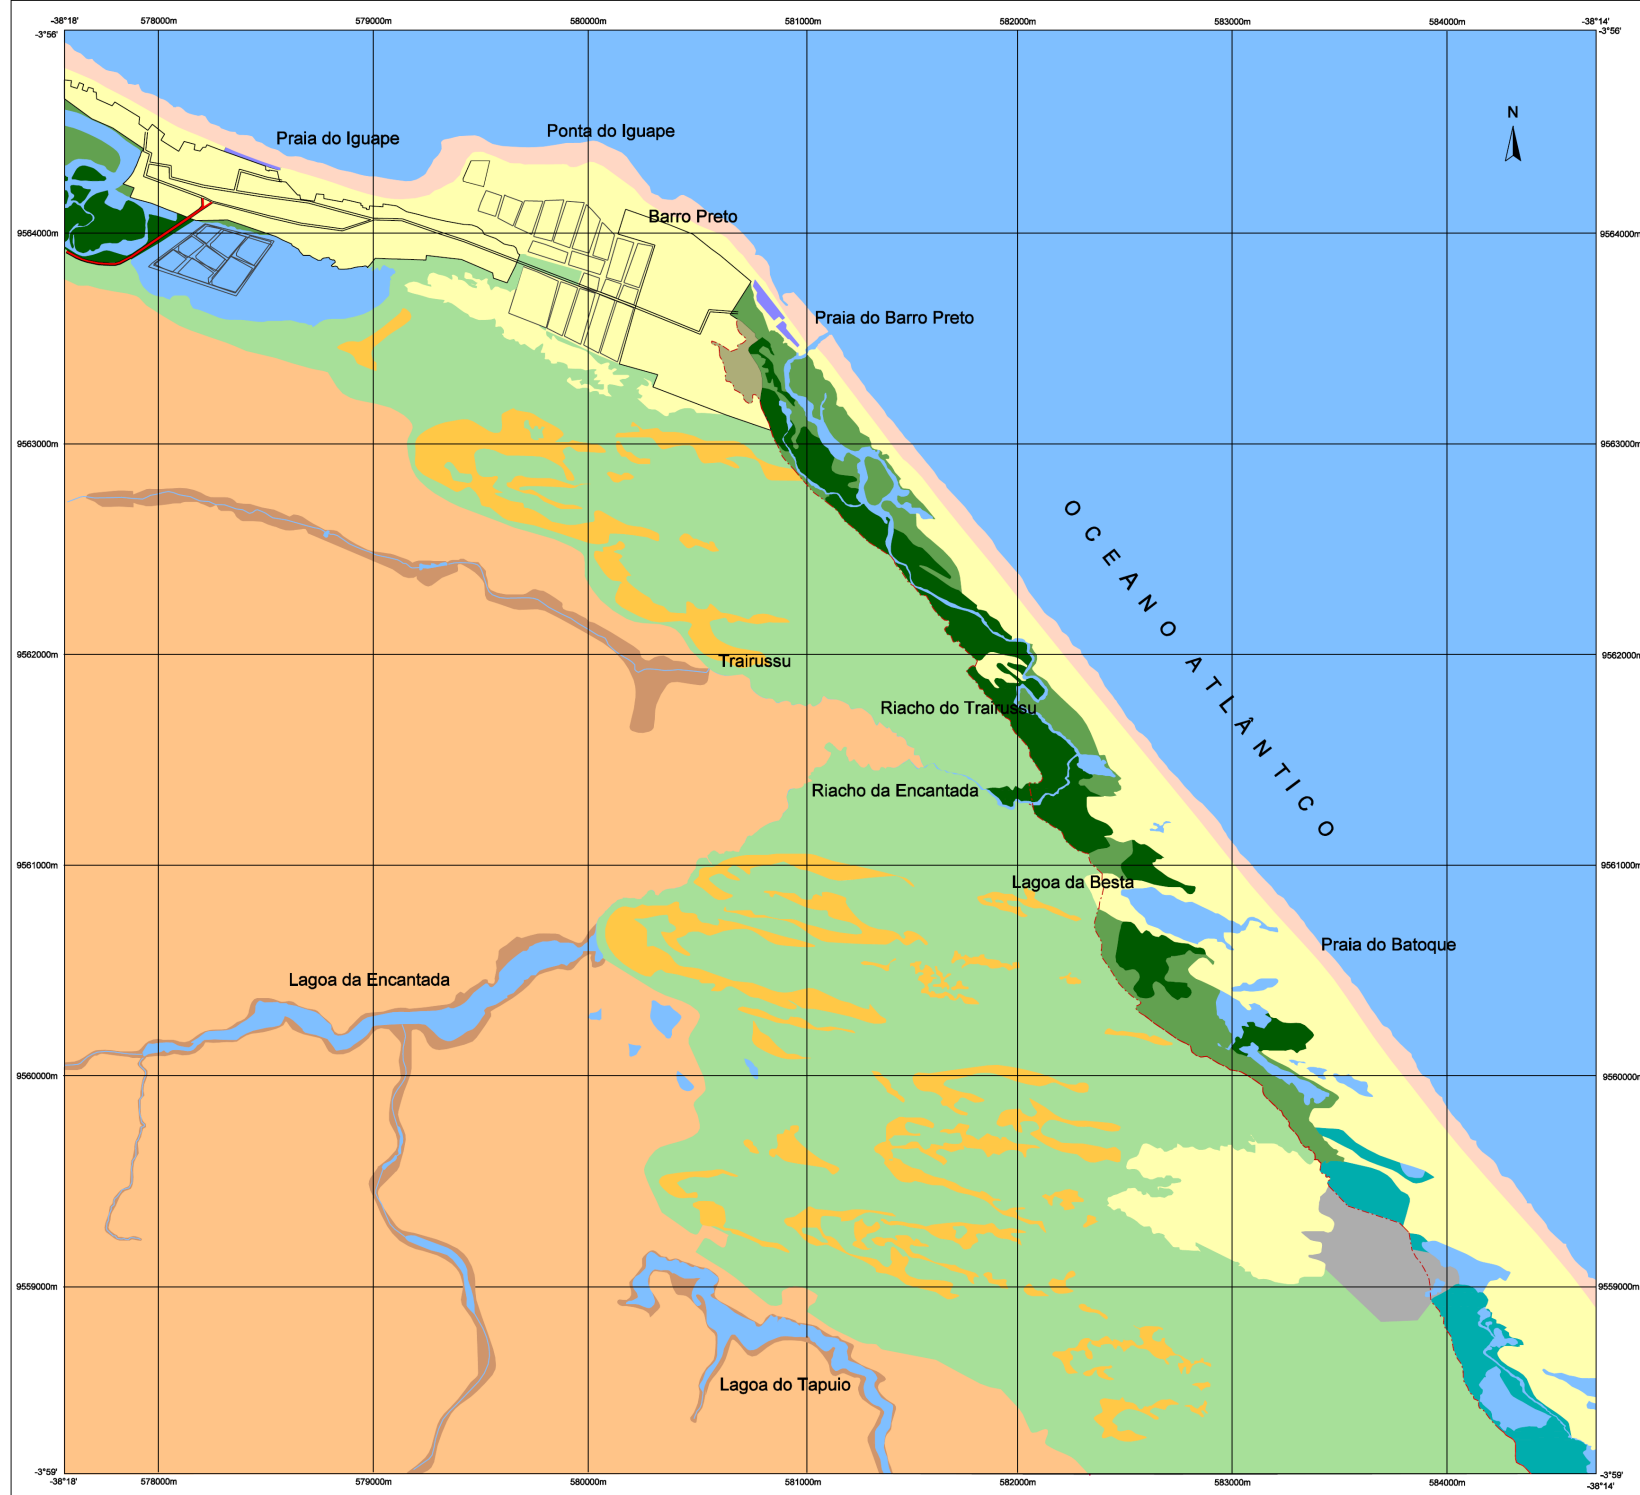 -38°18' 578000m 579000m 580000m 581000m 582000m 583000m 584000m -38°14'
-3°56' -3°56'
N
Praia do Iguape
Ponta do Iguape
Barro Preto
9564000m 9564000m
Praia do Barro Preto
9563000m 9563000m
OCEANO ATLÂNTICO
9562000m 9562000m
Trairussu
Riacho do Trairussu
Riacho da Encantada
9561000m 9561000m
Lagoa da Besta
Praia do Batoque
Lagoa da Encantada
9560000m 9560000m
9559000m 9559000m
Lagoa do Tapuio
-3°59' -3°59'
-38°18' 578000m 579000m 580000m 581000m 582000m 583000m 584000m -38°14'